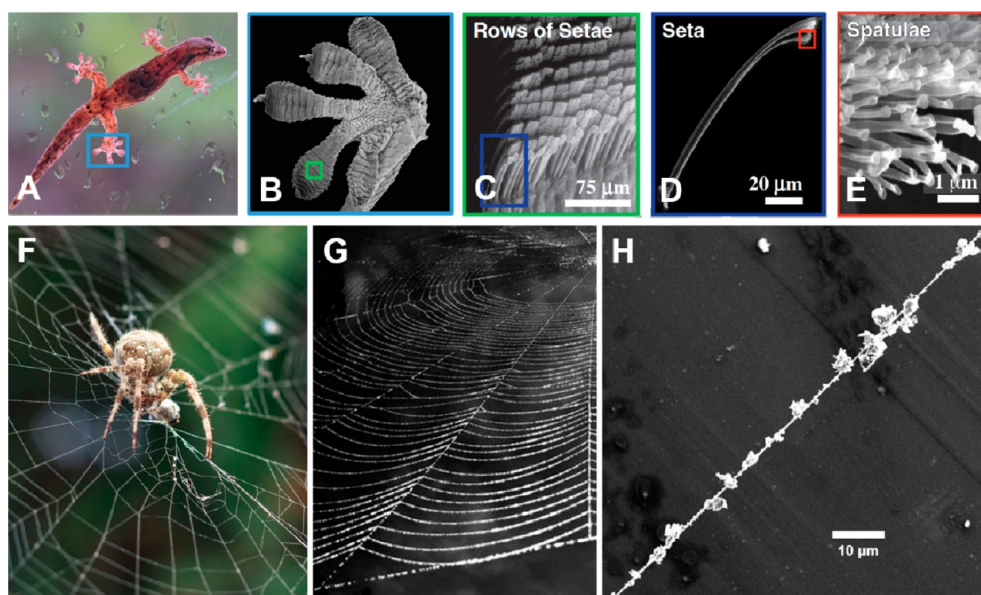 A
B
Rows of Setae
C
75 μm
Seta
D
20 μm
Spatulae
E
1 μm
F
G
H
10 μm